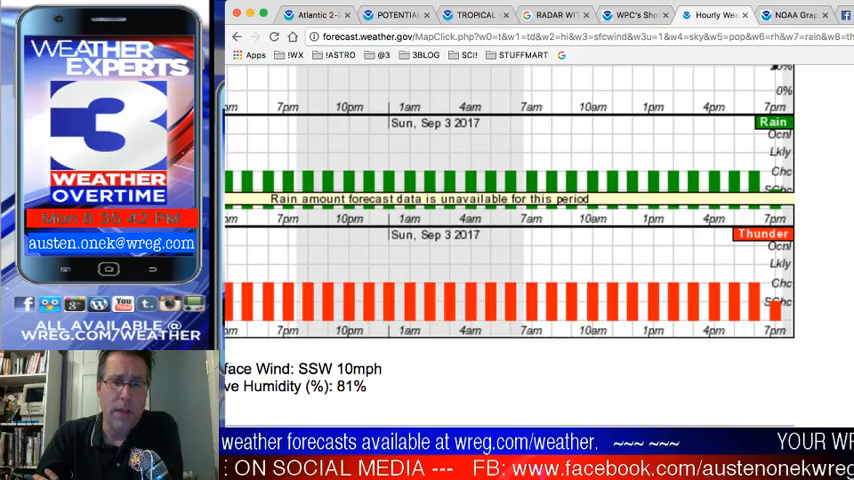 WEATHER
EXPERTS
3
WEATHER
OVERTIME
Mon 8:35:42 PM
austen.onek@wreg.com
ALL AVAILABLE @
WREG.COM/WEATHER
Atlantic 2-
POTENTIAL
TROPICAL
RADAR WIT
WPC's Sho
Hourly Wea
NOAA Grap
forecast.weather.gov/MapClick.php?w0=t&w1=td&w2=hi&w3=sfcwind&w3u=1&w4=sky&w5=pop&w6=rh&w7=rain&w8=th
Apps !WX !ASTRO @3 3BLOG SCI! STUFFMART
0%
7pm 10pm 1am 4am 7am 10am 1pm 4pm 7pm
Sun, Sep 3 2017
Rain
Ocnl
Lkly
Chc
SChc
Rain amount forecast data is unavailable for this period
7pm 10pm 1am 4am 7am 10am 1pm 4pm 7pm
Sun, Sep 3 2017
Thunder
Ocnl
Lkly
Chc
SChc
pm 7pm 10pm 1am 4am 7am 10am 1pm 4pm 7pm
face Wind: SSW 10mph
ve Humidity (%): 81%
weather forecasts available at wreg.com/weather. ~~~ ~~~ YOUR WR
E ON SOCIAL MEDIA --- FB: www.facebook.com/austenonekwreg